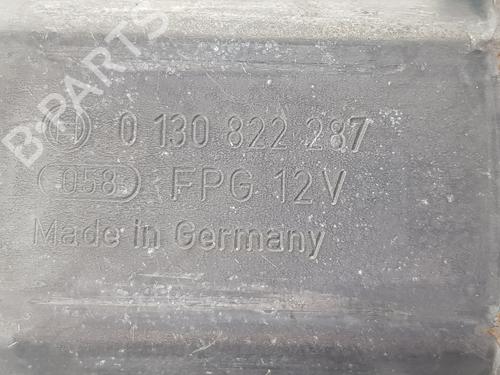 B-PARTS
0 130 822 287
058 FPG 12V
Made in Germany